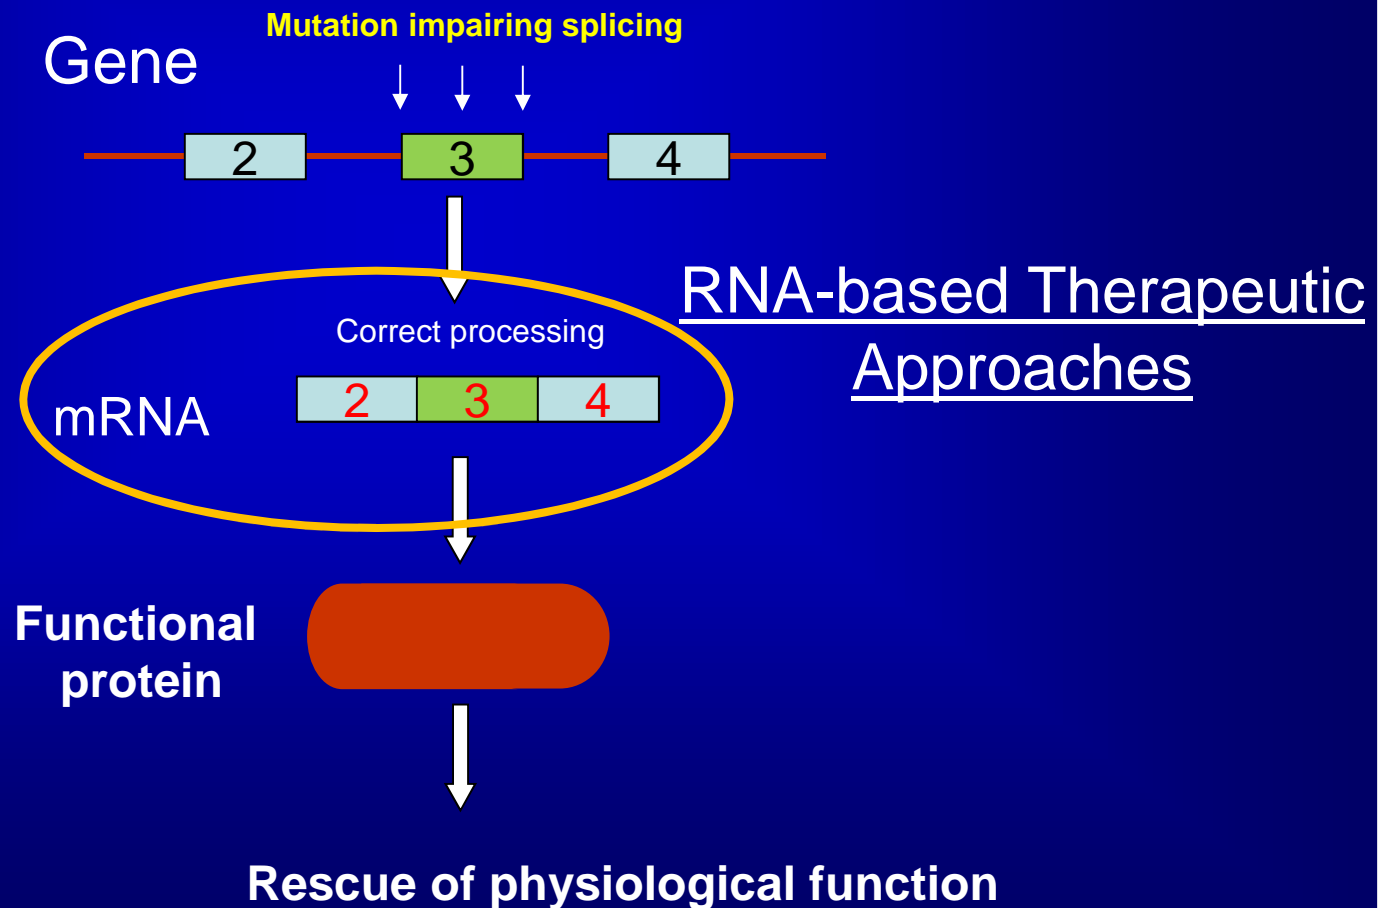 Mutation impairing splicing
Gene
2 3 4
RNA-based Therapeutic
Approaches
Correct processing
mRNA
2 3 4
Functional
protein
Rescue of physiological function